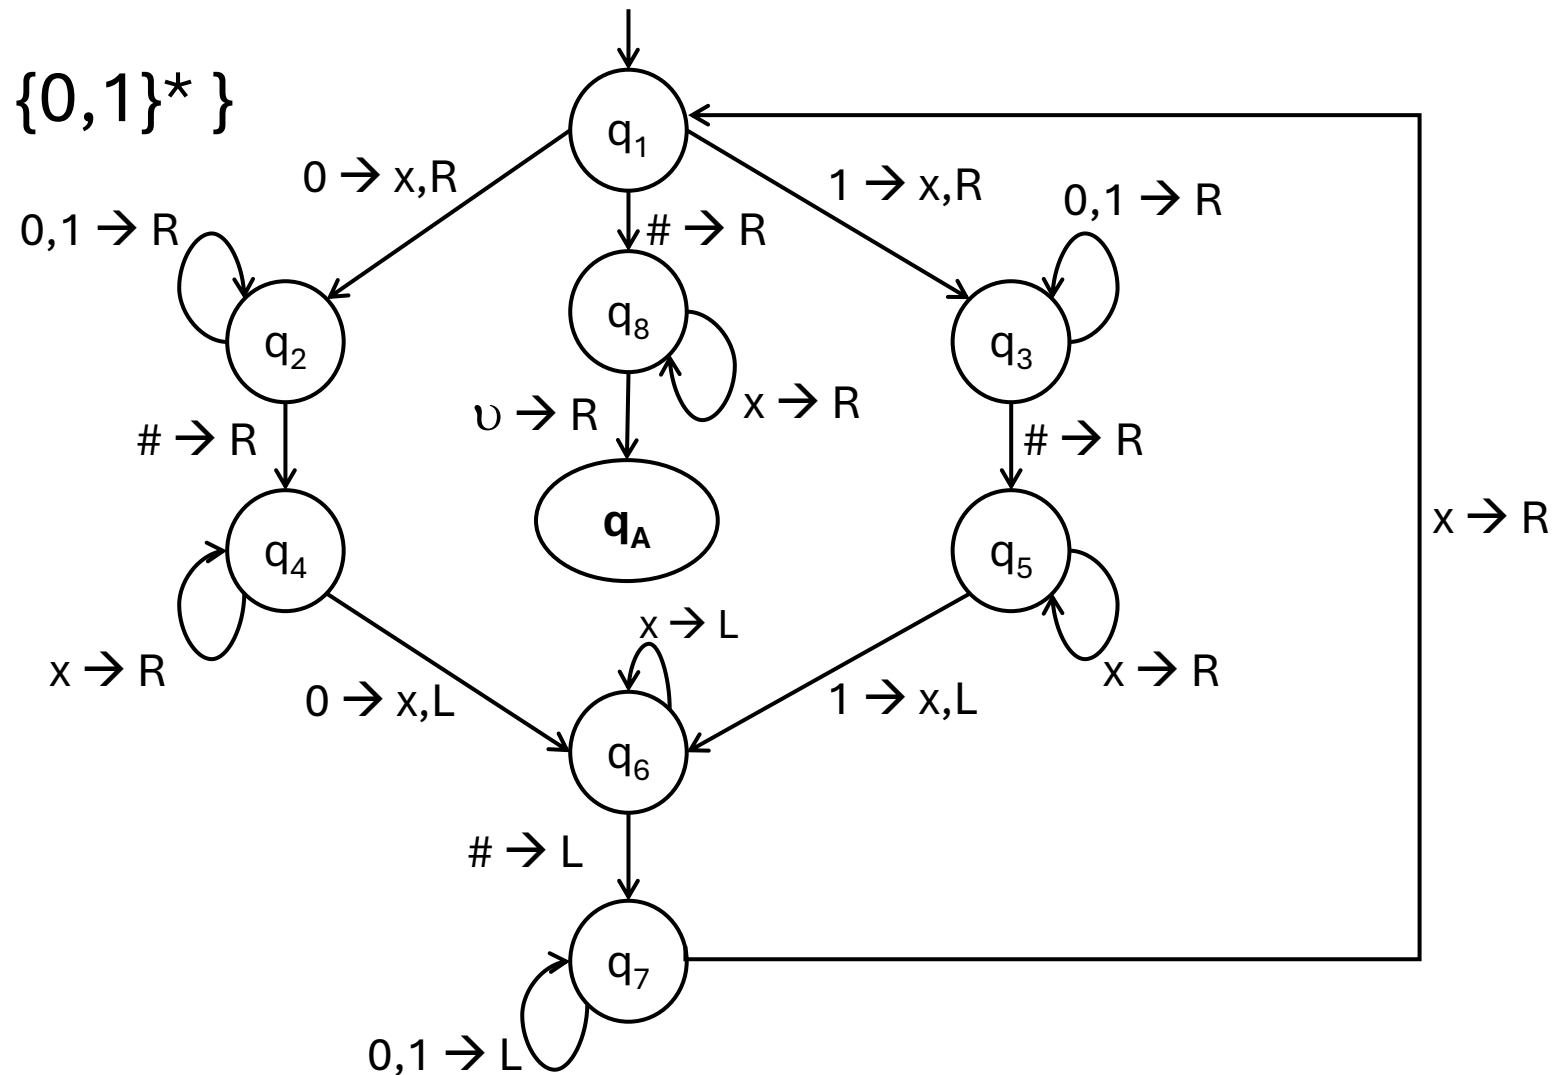 {0,1}* }
q₁
0 → x,R
1 → x,R
0,1 → R
0,1 → R
# → R
q₈
q₂
q₃
υ → R
x → R
# → R
# → R
x → R
q_A
q₄
q₅
x → L
x → R
x → R
0 → x,L
1 → x,L
q₆
# → L
q₇
0,1 → L